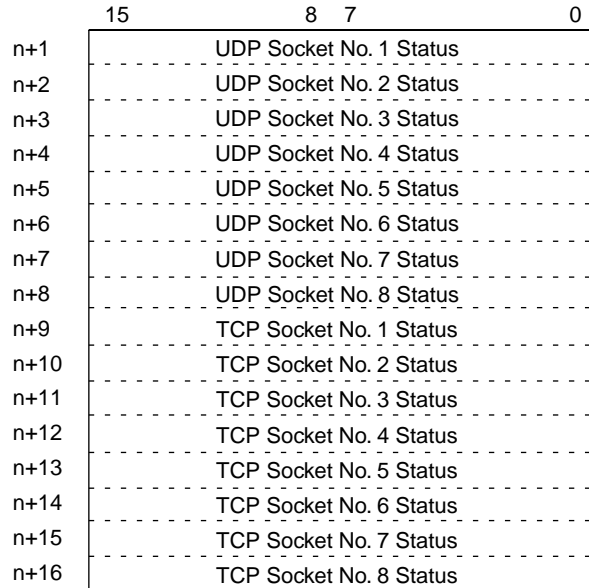 15 8 7 0
n+1 UDP Socket No. 1 Status
n+2 UDP Socket No. 2 Status
n+3 UDP Socket No. 3 Status
n+4 UDP Socket No. 4 Status
n+5 UDP Socket No. 5 Status
n+6 UDP Socket No. 6 Status
n+7 UDP Socket No. 7 Status
n+8 UDP Socket No. 8 Status
n+9 TCP Socket No. 1 Status
n+10 TCP Socket No. 2 Status
n+11 TCP Socket No. 3 Status
n+12 TCP Socket No. 4 Status
n+13 TCP Socket No. 5 Status
n+14 TCP Socket No. 6 Status
n+15 TCP Socket No. 7 Status
n+16 TCP Socket No. 8 Status